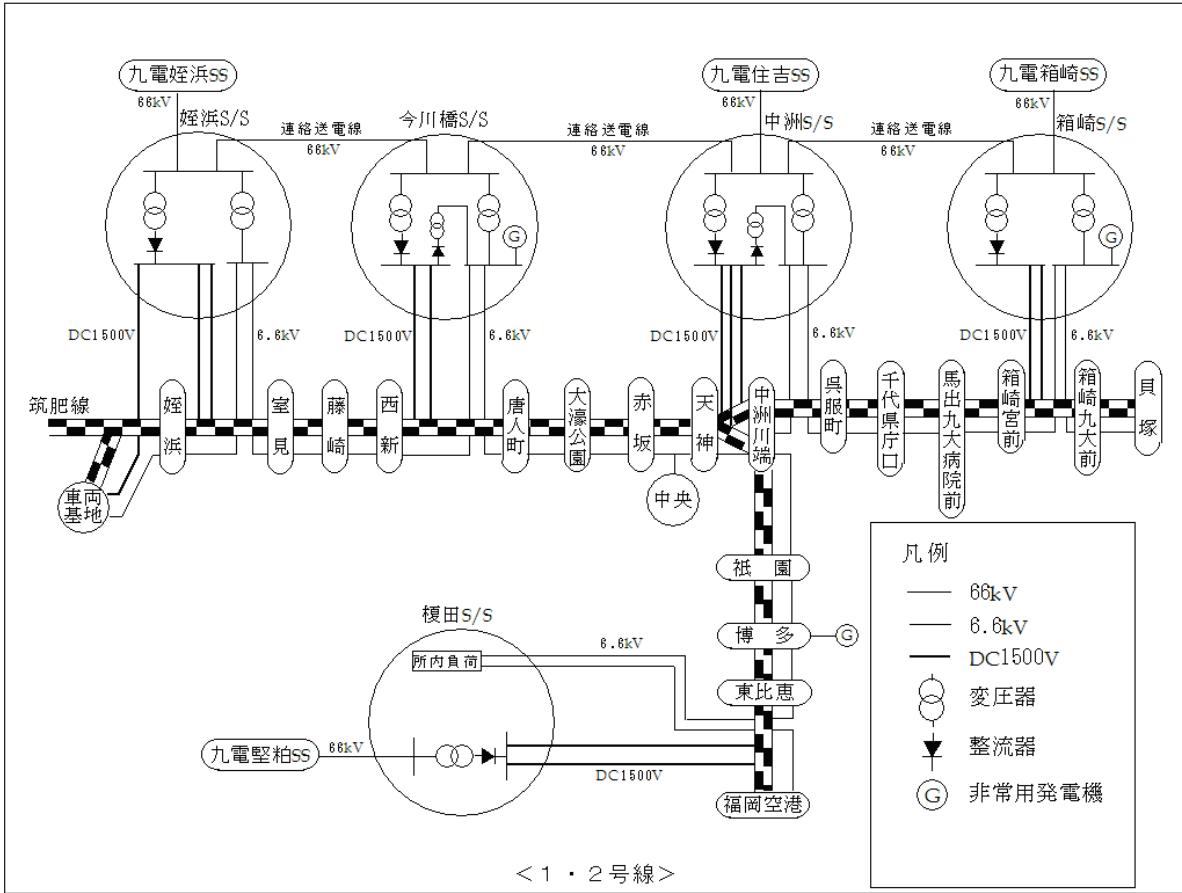 九電姪浜SS
九電住吉SS
九電箱崎SS
66kV
66kV
66kV
姪浜S/S
今川橋S/S
中洲S/S
箱崎S/S
連絡送電線
66kV
連絡送電線
66kV
連絡送電線
66kV
G
G
DC1500V
6.6kV
DC1500V
6.6kV
DC1500V
6.6kV
DC1500V
6.6kV
筑肥線
姪浜
室見
藤崎
西新
唐人町
大濠公園
赤坂
天神
中洲川端
呉服町
千代県庁口
馬出九大病院前
箱崎宮前
箱崎九大前
貝塚
車両
基地
中央
祇園
博多
G
東比恵
福岡空港
榎田S/S
所内負荷
6.6kV
九電堅粕SS
66kV
DC1500V
凡例
66kV
6.6kV
DC1500V
変圧器
整流器
G 非常用発電機
<1・2号線>